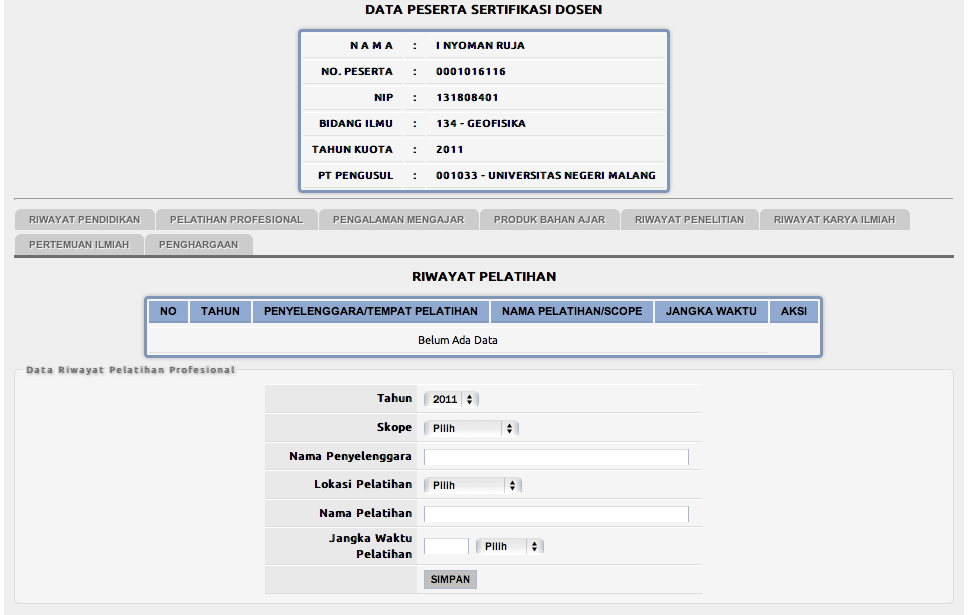 DATA PESERTA SERTIFIKASI DOSEN
N A M A : I NYOMAN RUJA
NO. PESERTA : 0001016116
NIP : 131808401
BIDANG ILMU : 134 - GEOFISIKA
TAHUN KUOTA : 2011
PT PENGUSUL : 001033 - UNIVERSITAS NEGERI MALANG
RIWAYAT PENDIDIKAN PELATIHAN PROFESIONAL PENGALAMAN MENGAJAR PRODUK BAHAN AJAR RIWAYAT PENELITIAN RIWAYAT KARYA ILMIAH
PERTEMUAN ILMIAH PENGHARGAAN
RIWAYAT PELATIHAN
NO TAHUN PENYELENGGARA/TEMPAT PELATIHAN NAMA PELATIHAN/SCOPE JANGKA WAKTU AKSI
Belum Ada Data
Data Riwayat Pelatihan Profesional
Tahun 2011
Skope Pilih
Nama Penyelenggara
Lokasi Pelatihan Pilih
Nama Pelatihan
Jangka Waktu
Pelatihan Pilih
SIMPAN